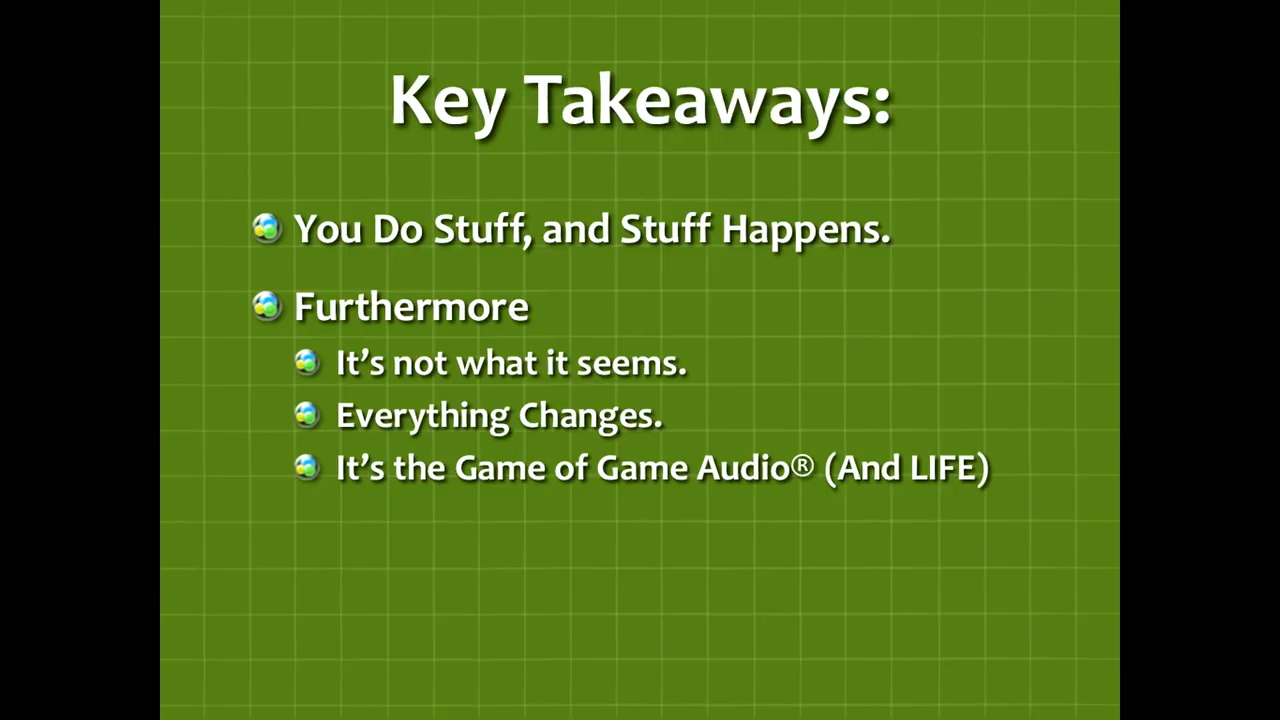 Key Takeaways:
You Do Stuff, and Stuff Happens.
Furthermore
It’s not what it seems.
Everything Changes.
It’s the Game of Game Audio® (And LIFE)